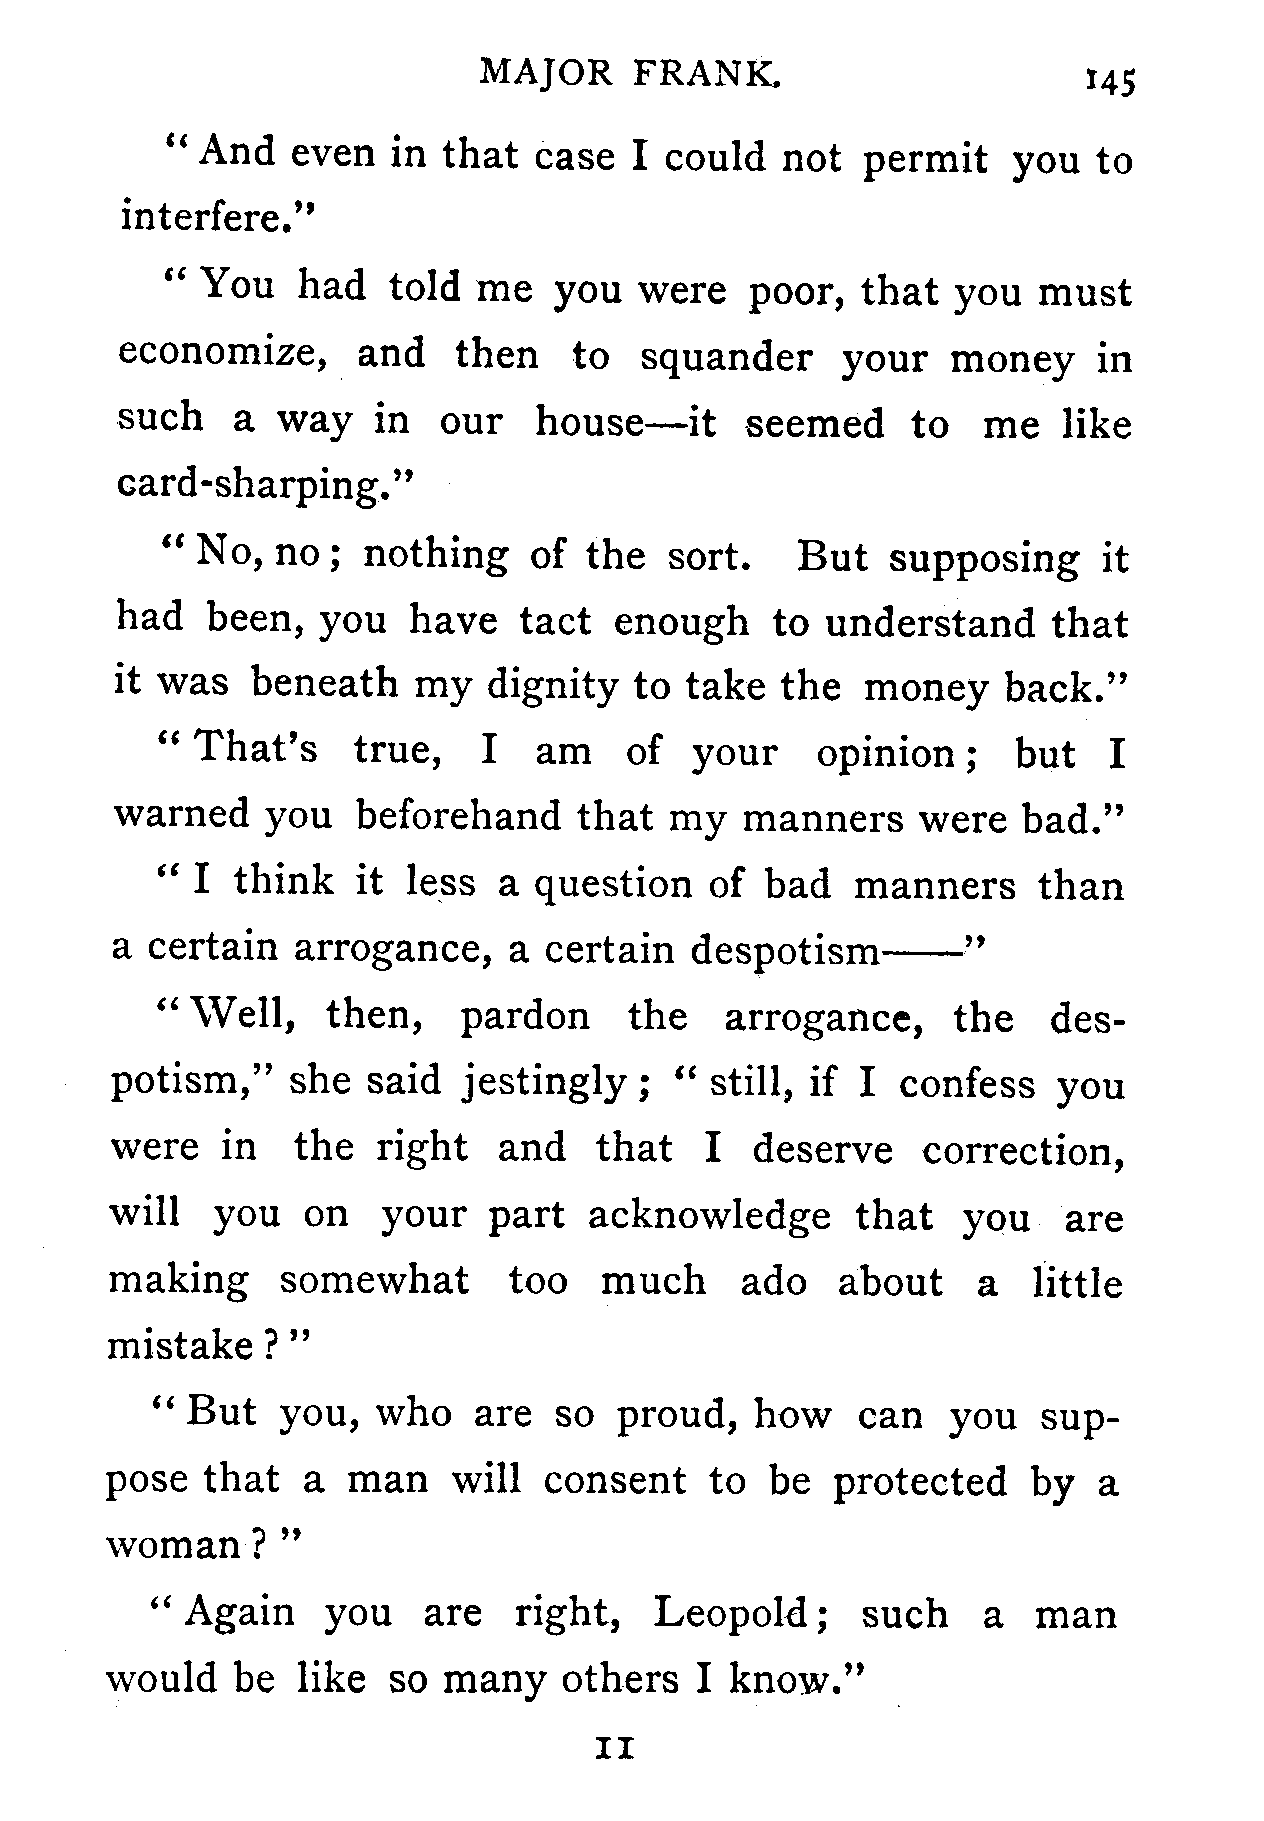 MAJOR FRANK. 145
“ And even in that case I could not permit you to
interfere.”
“ You had told me you were poor, that you must
economize, and then to squander your money in
such a way in our house—it seemed to me like
card-sharping.”
“ No, no ; nothing of the sort. But supposing it
had been, you have tact enough to understand that
it was beneath my dignity to take the money back.”
“ That’s true, I am of your opinion ; but I
warned you beforehand that my manners were bad.”
“ I think it less a question of bad manners than
a certain arrogance, a certain despotism——”
“ Well, then, pardon the arrogance, the des-
potism,” she said jestingly ; “ still, if I confess you
were in the right and that I deserve correction,
will you on your part acknowledge that you are
making somewhat too much ado about a little
mistake ? ”
“ But you, who are so proud, how can you sup-
pose that a man will consent to be protected by a
woman ? ”
“ Again you are right, Leopold ; such a man
would be like so many others I know.”
11